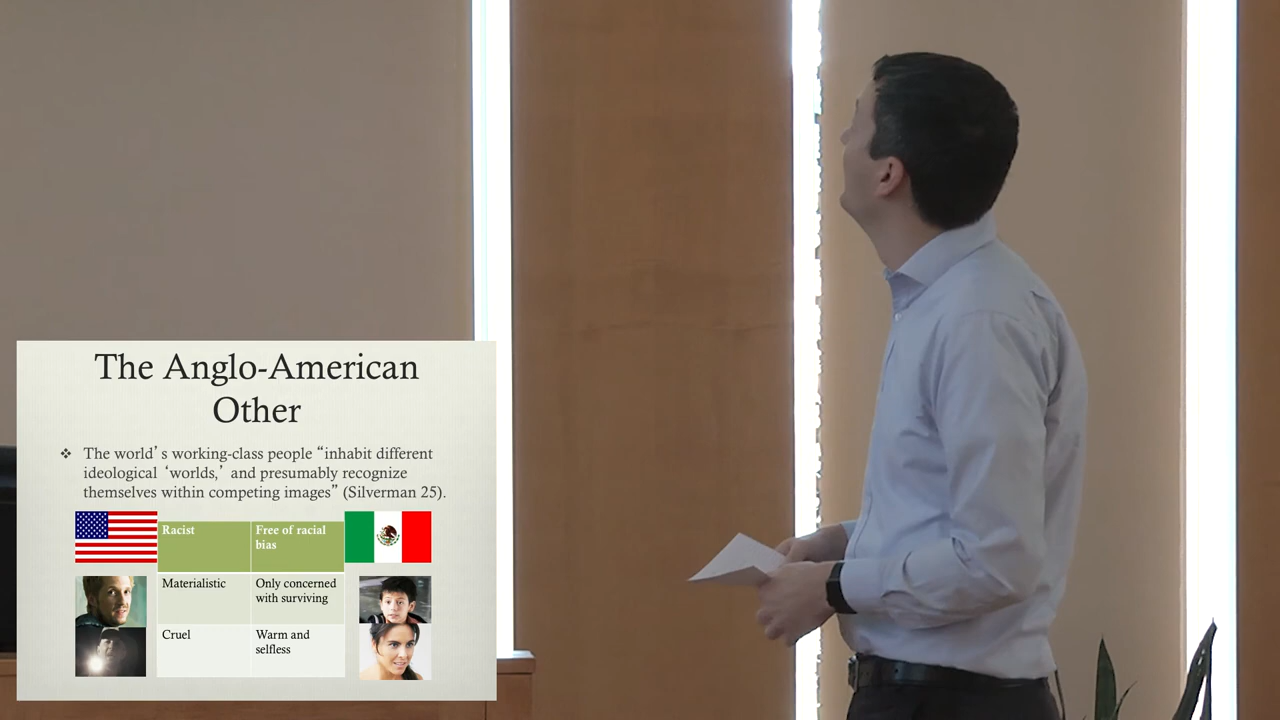 The Anglo-American
Other
❖ The world's working-class people “inhabit different
ideological ‘worlds,’ and presumably recognize
themselves within competing images” (Silverman 25).
Racist
Free of racial
bias
Materialistic
Only concerned
with surviving
Cruel
Warm and
selfless